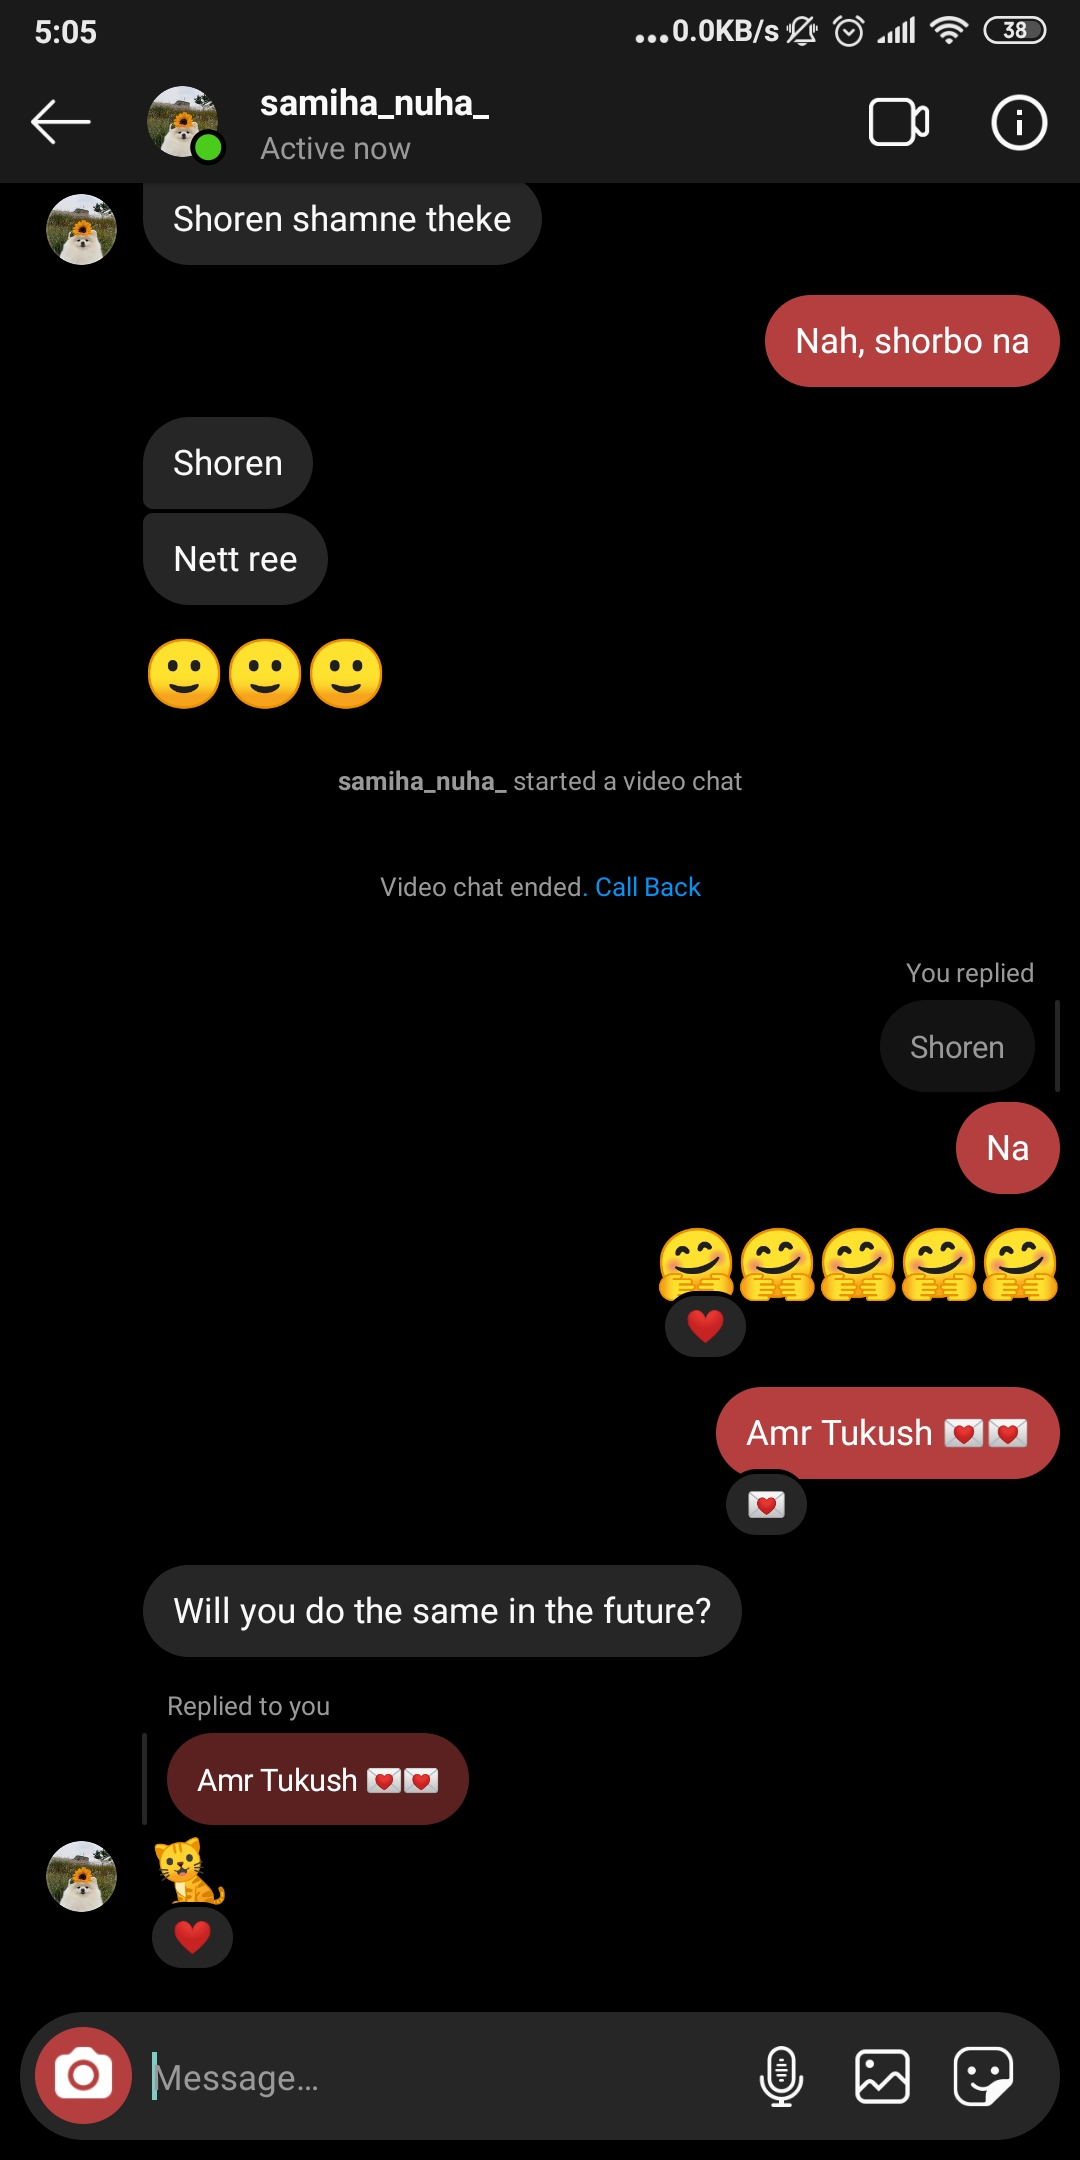 5:05
...0.0KB/s
38
samiha_nuha_
Active now
Shoren shamne theke
Nah, shorbo na
Shoren
Nett ree
🙂🙂🙂
samiha_nuha_ started a video chat
Video chat ended. Call Back
You replied
Shoren
Na
🤗🤗🤗🤗🤗
❤️
Amr Tukush 💌💌
💌
Will you do the same in the future?
Replied to you
Amr Tukush 💌💌
🐈
❤️
Message...